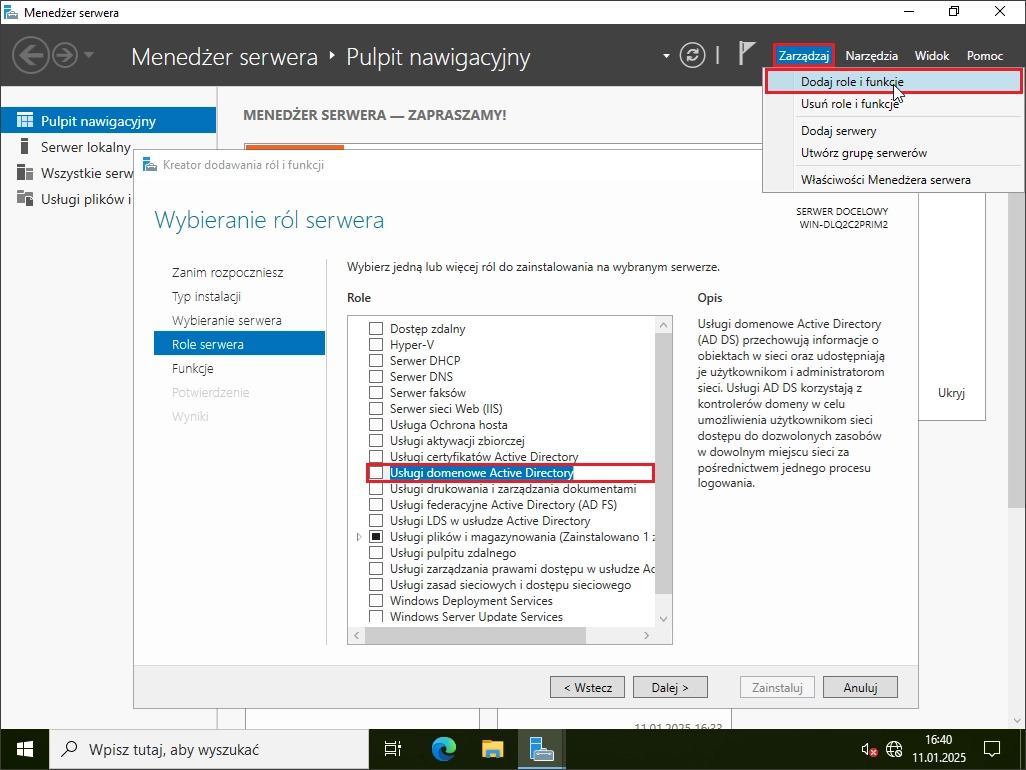 Menedżer serwera
Menedżer serwera ‣ Pulpit nawigacyjny
Zarządzaj
Narzędzia
Widok
Pomoc
Dodaj role i funkcje
Usuń role i funkcje
Dodaj serwery
Utwórz grupę serwerów
Właściwości Menedżera serwera
Pulpit nawigacyjny
Serwer lokalny
Wszystkie serw
Usługi plików i
MENEDŻER SERWERA — ZAPRASZAMY!
Ukryj
Kreator dodawania ról i funkcji
Wybieranie ról serwera
SERWER DOCELOWY
WIN-DLQ2C2PRIM2
Zanim rozpoczniesz
Typ instalacji
Wybieranie serwera
Role serwera
Funkcje
Potwierdzenie
Wyniki
Wybierz jedną lub więcej ról do zainstalowania na wybranym serwerze.
Role
Dostęp zdalny
Hyper-V
Serwer DHCP
Serwer DNS
Serwer faksów
Serwer sieci Web (IIS)
Usługa Ochrona hosta
Usługi aktywacji zbiorczej
Usługi certyfikatów Active Directory
Usługi domenowe Active Directory
Usługi drukowania i zarządzania dokumentami
Usługi federacyjne Active Directory (AD FS)
Usługi LDS w usłudze Active Directory
Usługi plików i magazynowania (Zainstalowano 1 z
Usługi pulpitu zdalnego
Usługi zarządzania prawami dostępu w usłudze Ac
Usługi zasad sieciowych i dostępu sieciowego
Windows Deployment Services
Windows Server Update Services
Opis
Usługi domenowe Active Directory
(AD DS) przechowują informacje o
obiektach w sieci oraz udostępniają
je użytkownikom i administratorom
sieci. Usługi AD DS korzystają z
kontrolerów domeny w celu
umożliwienia użytkownikom sieci
dostępu do dozwolonych zasobów
w dowolnym miejscu sieci za
pośrednictwem jednego procesu
logowania.
< Wstecz
Dalej >
Zainstaluj
Anuluj
11.01.2025 16:33
Wpisz tutaj, aby wyszukać
16:40
11.01.2025